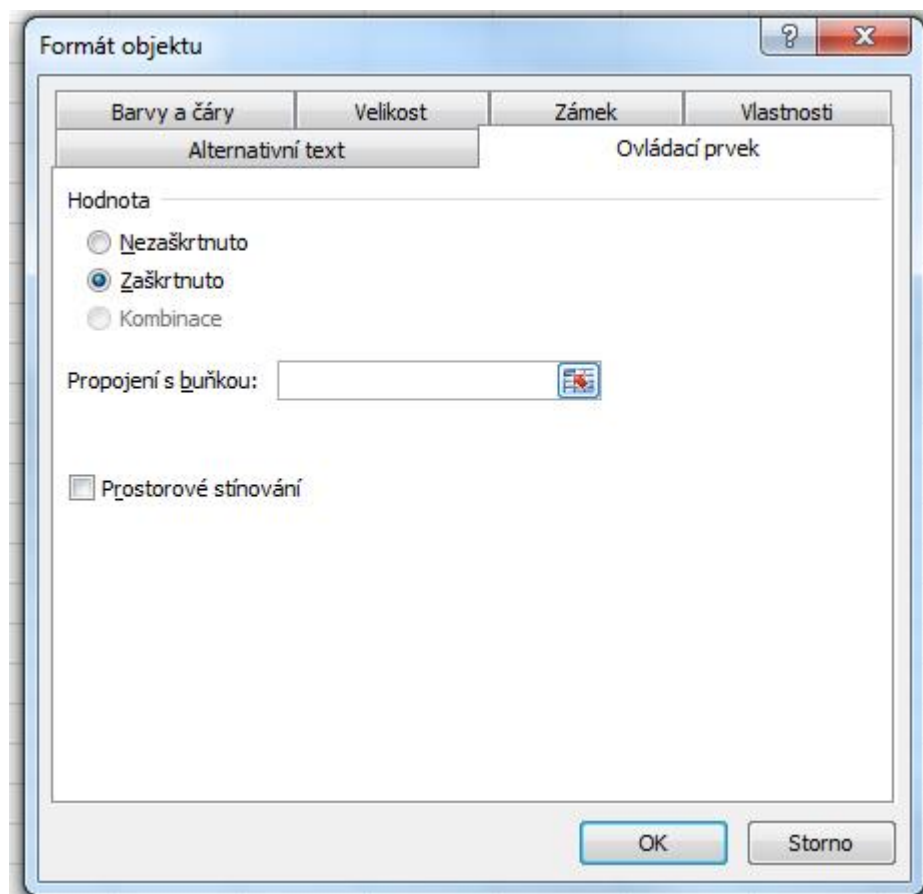 Formát objektu
Barvy a čáry Velikost Zámek Vlastnosti
Alternativní text Ovládací prvek
Hodnota
Nezaškrtnuto
Zaškrtnuto
Kombinace
Propojení s buňkou:
Prostorové stínování
OK Storno